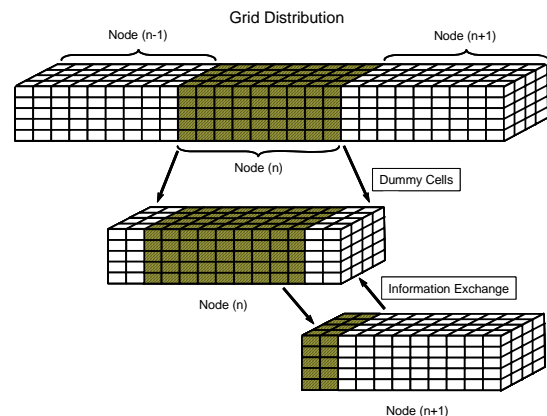 Grid Distribution
Node (n-1)
Node (n+1)
Node (n)
Dummy Cells
Node (n)
Information Exchange
Node (n+1)